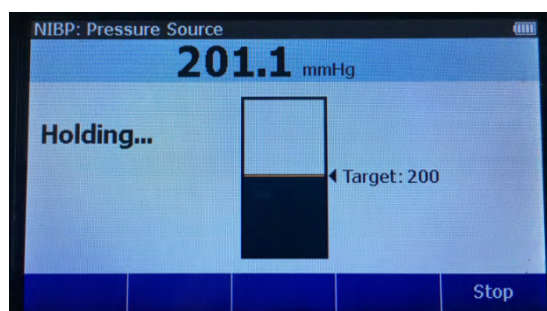 NIBP: Pressure Source
201.1 mmHg
Holding...
Target: 200
Stop